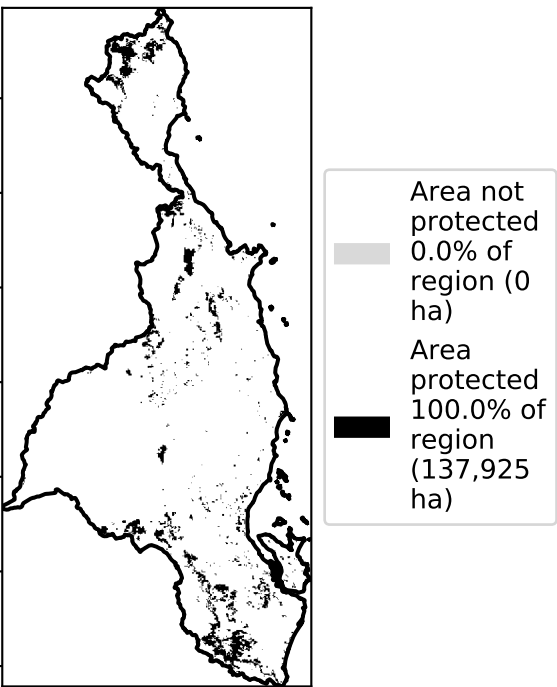 Area not
protected
0.0% of
region (0
ha)
Area
protected
100.0% of
region
(137,925
ha)